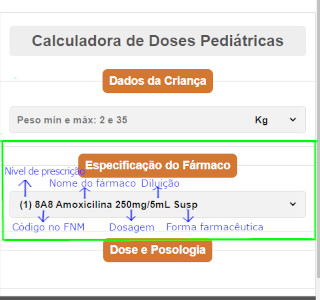 Calculadora de Doses Pediátricas
Dados da Criança
Peso min e máx: 2 e 35 Kg
Especificação do Fármaco
Nivel de prescrição
Nome do fármaco Diluição
(1) 8A8 Amoxicilina 250mg/5mL Susp
Código no FNM Dosagem Forma farmacêutica
Dose e Posologia